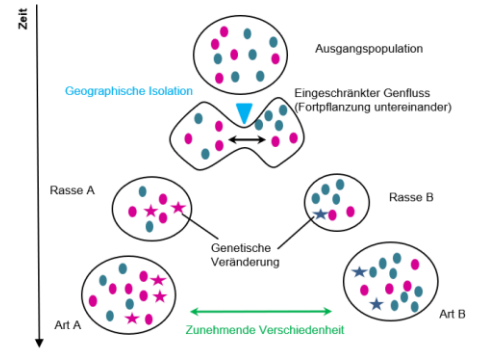 Zeit
Ausgangspopulation
Geographische Isolation
Eingeschränkter Genfluss
(Fortpflanzung untereinander)
Rasse A
Rasse B
Genetische
Veränderung
Art A
Art B
Zunehmende Verschiedenheit